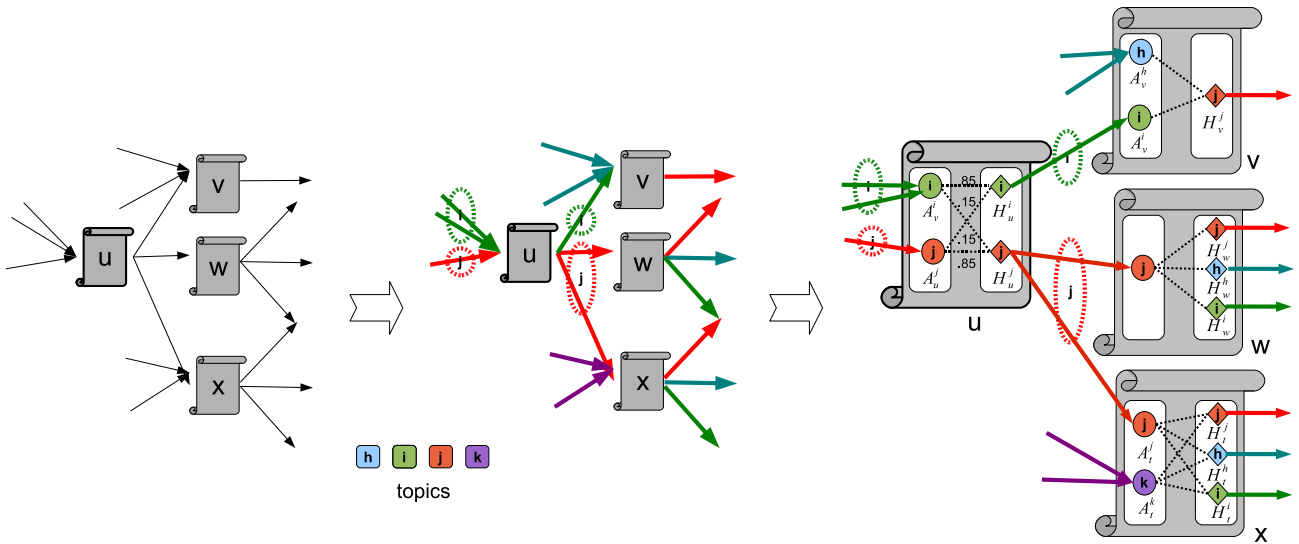 v
u
w
x
i
i
j
u
v
w
j
x
h
i
j
k
topics
i
i
A_v^i
j
j
A_u^j
.85
.15
.15
.85
i
H_u^i
j
H_u^j
u
i
j
h
A_v^h
i
A_v^i
j
H_v^j
v
j
j
H_w^j
h
H_w^h
i
H_w^i
w
j
A_t^j
k
A_t^k
j
H_t^j
h
H_t^h
i
H_t^i
x